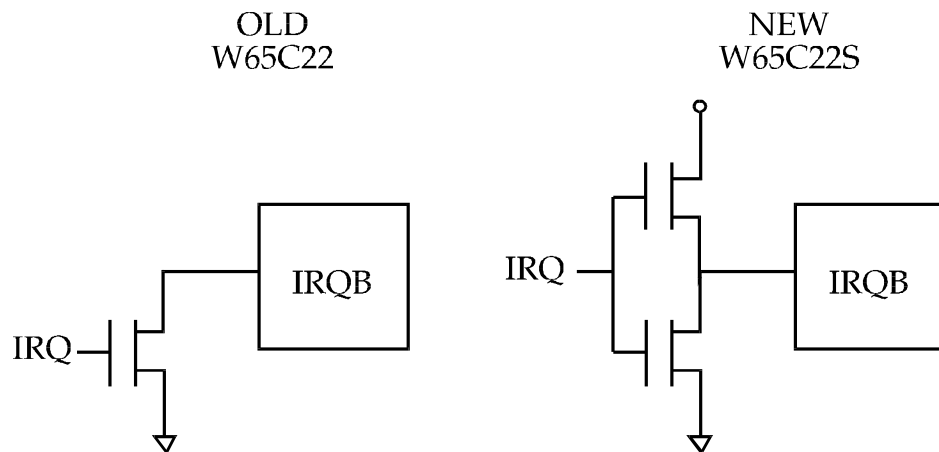 OLD
W65C22
NEW
W65C22S
IRQB
IRQ
IRQ
IRQB